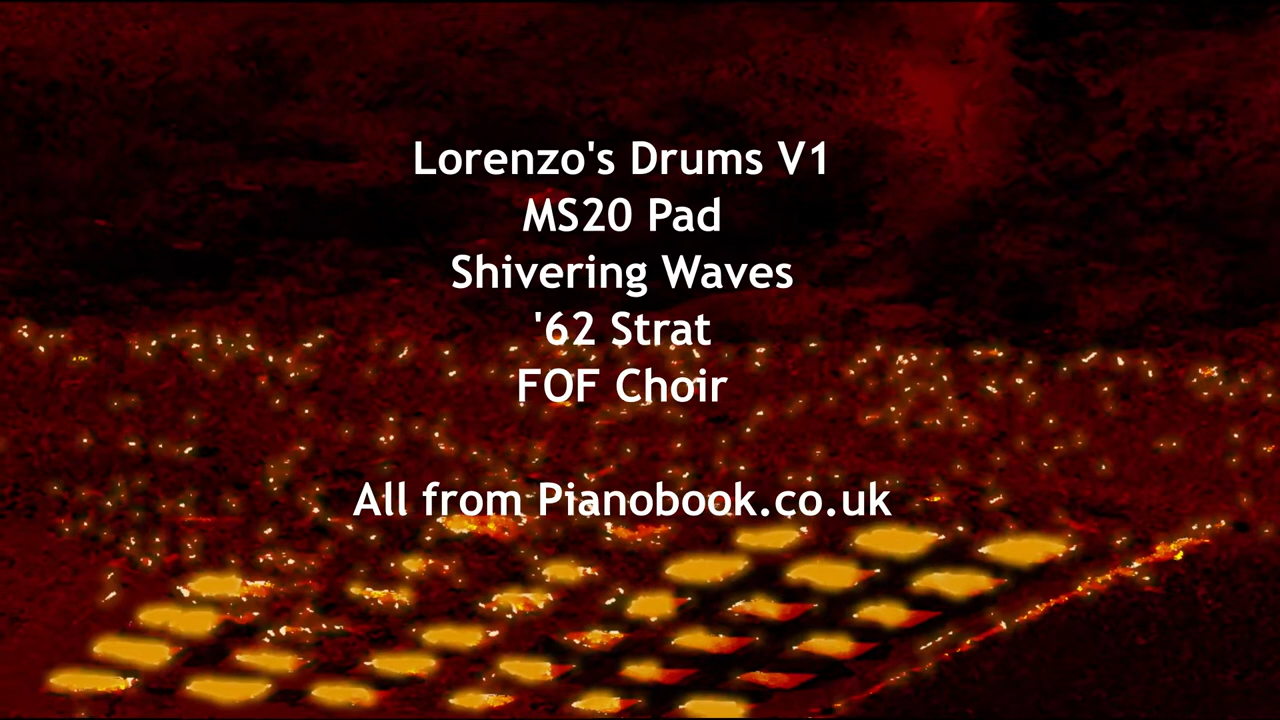 Lorenzo's Drums V1
MS20 Pad
Shivering Waves
'62 Strat
FOF Choir
All from Pianobook.co.uk